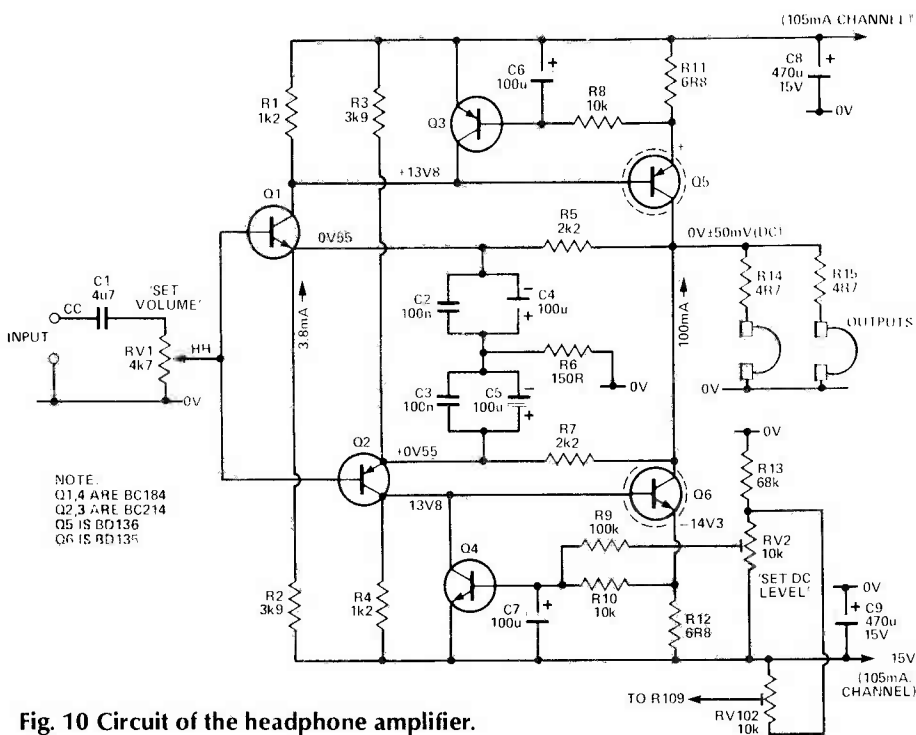 (105mA CHANNEL)
C8
470u
15V
0V
R11
6R8
C6
100u
+
R8
10k
R3
3k9
R1
1k2
Q3
+13V8
+
Q5
Q1
R5
2k2
0V55
0V±50mV(DC)
R14
4R7
R15
4R7
'SET
VOLUME'
C1
4u7
CC
INPUT
RV1
4k7
HH
0V
3.8mA
C2
100n
C4
100u
R6
150R
0V
100mA
OUTPUTS
0V
C3
100n
C5
100u
R7
2k2
+0V55
Q2
13V8
Q6
−14V3
0V
R13
68k
NOTE.
Q1,4 ARE BC184
Q2,3 ARE BC214
Q5 IS BD136
Q6 IS BD135
R9
100k
RV2
10k
'SET DC
LEVEL'
Q4
R10
10k
R2
3k9
R4
1k2
C7
100u
+
R12
6R8
0V
C9
470u
15V
15V
(105mA.
CHANNEL)
TO R109
RV102
10k
Fig. 10 Circuit of the headphone amplifier.